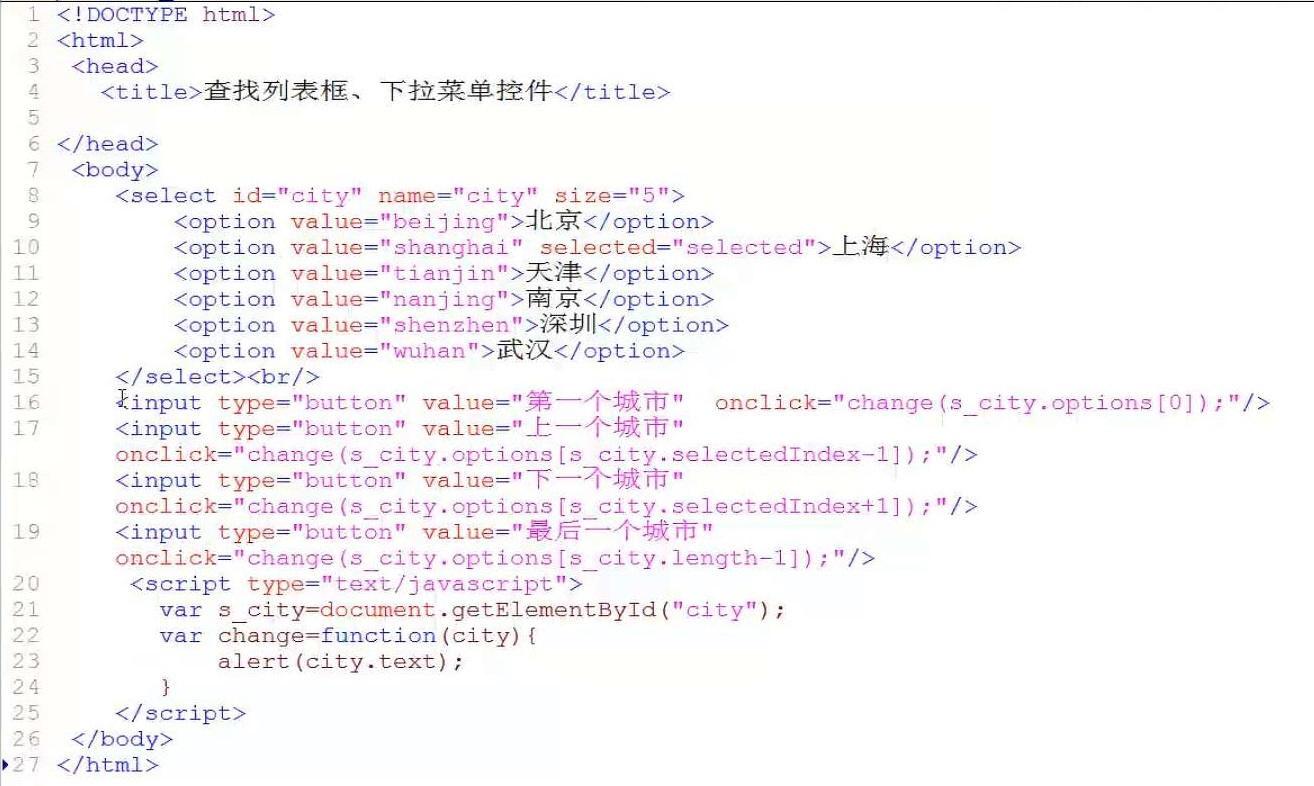 1 <!DOCTYPE html>
2 <html>
3 <head>
4 <title>查找列表框、下拉菜单控件</title>
5
6 </head>
7 <body>
8 <select id="city" name="city" size="5">
9 <option value="beijing">北京</option>
10 <option value="shanghai" selected="selected">上海</option>
11 <option value="tianjin">天津</option>
12 <option value="nanjing">南京</option>
13 <option value="shenzhen">深圳</option>
14 <option value="wuhan">武汉</option>
15 </select><br/>
16 <input type="button" value="第一个城市" onclick="change(s_city.options[0]);"/>
17 <input type="button" value="上一个城市"
onclick="change(s_city.options[s_city.selectedIndex-1]);"/>
18 <input type="button" value="下一个城市"
onclick="change(s_city.options[s_city.selectedIndex+1]);"/>
19 <input type="button" value="最后一个城市"
onclick="change(s_city.options[s_city.length-1]);"/>
20 <script type="text/javascript">
21 var s_city=document.getElementById("city");
22 var change=function(city){
23 alert(city.text);
24 }
25 </script>
26 </body>
27 </html>